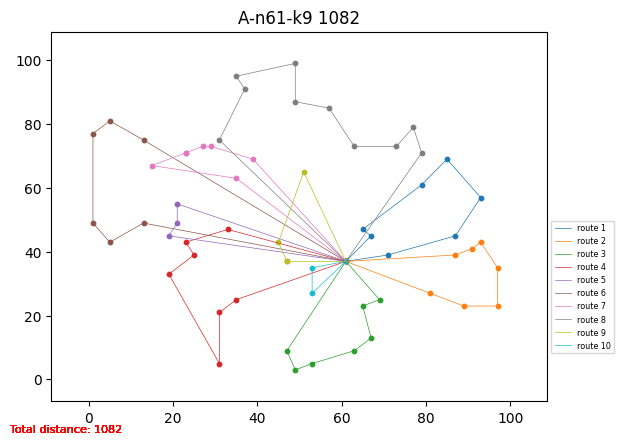 A-n61-k9 1082
100
80
60
40
20
0
0 20 40 60 80 100
route 1
route 2
route 3
route 4
route 5
route 6
route 7
route 8
route 9
route 10
Total distance: 1082